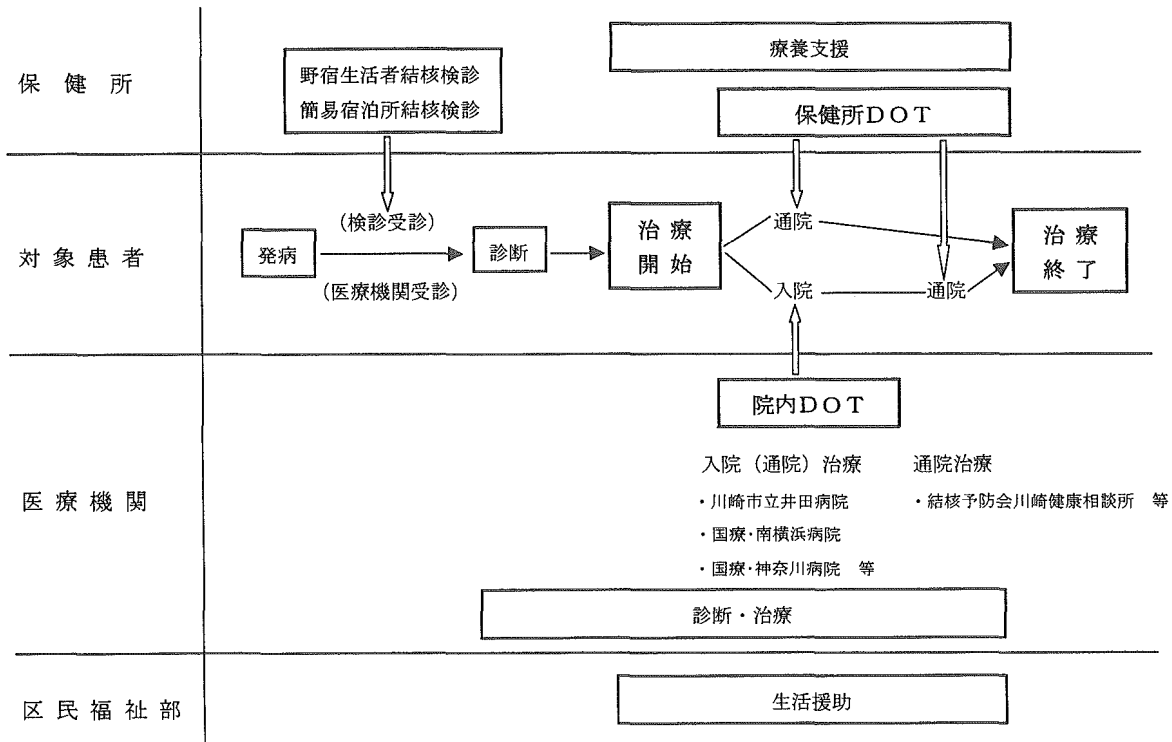 保健所
野宿生活者結核検診
簡易宿泊所結核検診
療養支援
保健所DOT
対象患者
発病
(検診受診)
(医療機関受診)
診断
治療
開始
通院
入院
通院
治療
終了
医療機関
院内DOT
入院(通院)治療
・川崎市立井田病院
・国療・南横浜病院
・国療・神奈川病院 等
通院治療
・結核予防会川崎健康相談所 等
診断・治療
区民福祉部
生活援助